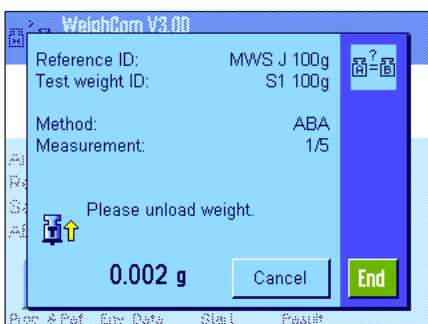 WeighCom V3.00
Reference ID: MWS J 100g
Test weight ID: S1 100g
Method: ABA
Measurement: 1/5
Please unload weight.
0.002 g
Cancel
End
? A = B
Start Result